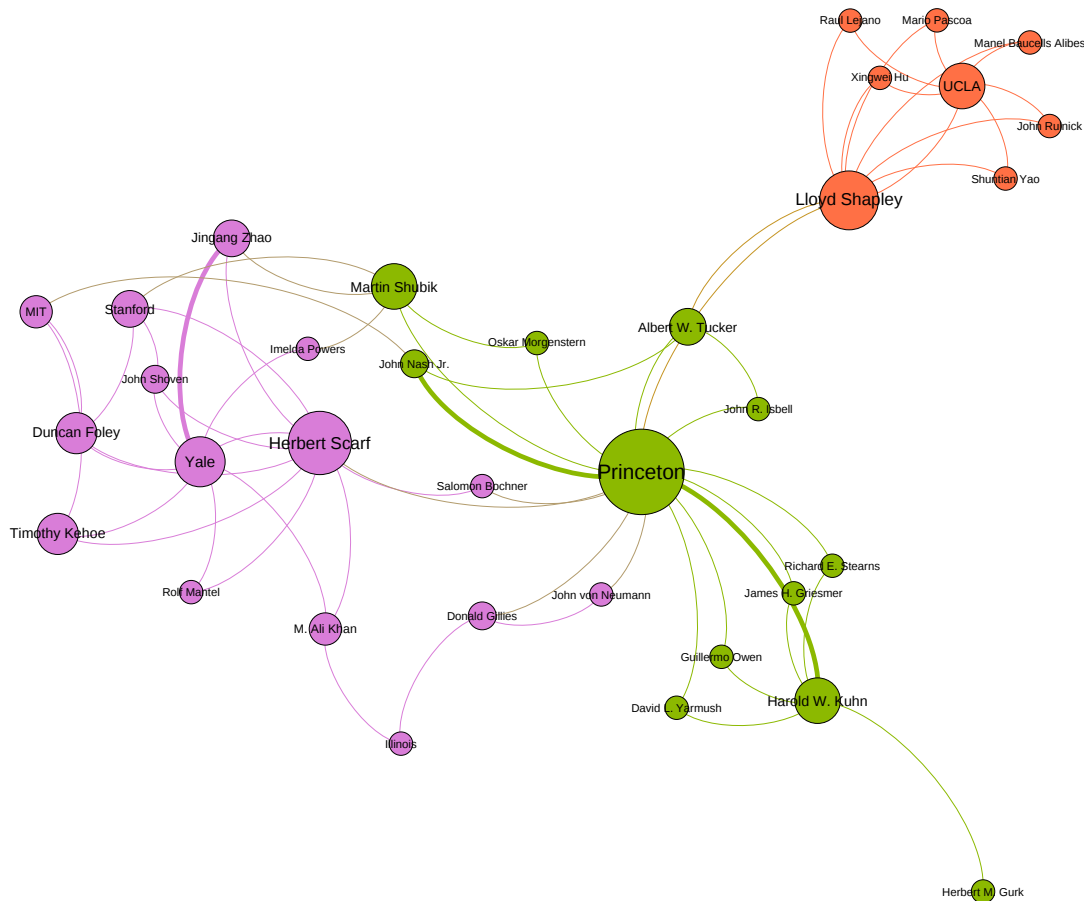 Raul Lejano
Mario Pascoa
Manel Baucells Alibes
Xingwei Hu
UCLA
John Rutnick
Shuntian Yao
Lloyd Shapley
Jingang Zhao
Martin Shubik
MIT
Stanford
Albert W. Tucker
Oskar Morgenstern
Imelda Powers
John Nash Jr.
John Shoven
John R. Isbell
Duncan Foley
Herbert Scarf
Yale
Princeton
Salomon Bochner
Timothy Kehoe
Richard E. Stearns
Rolf Mantel
John von Neumann
James H. Griesmer
Donald Gillies
M. Ali Khan
Guillermo Owen
Harold W. Kuhn
David L. Yarmush
Illinois
Herbert M. Gurk